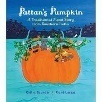 Pattan's Pumpkin
A Traditional Flood Story
from Southern India